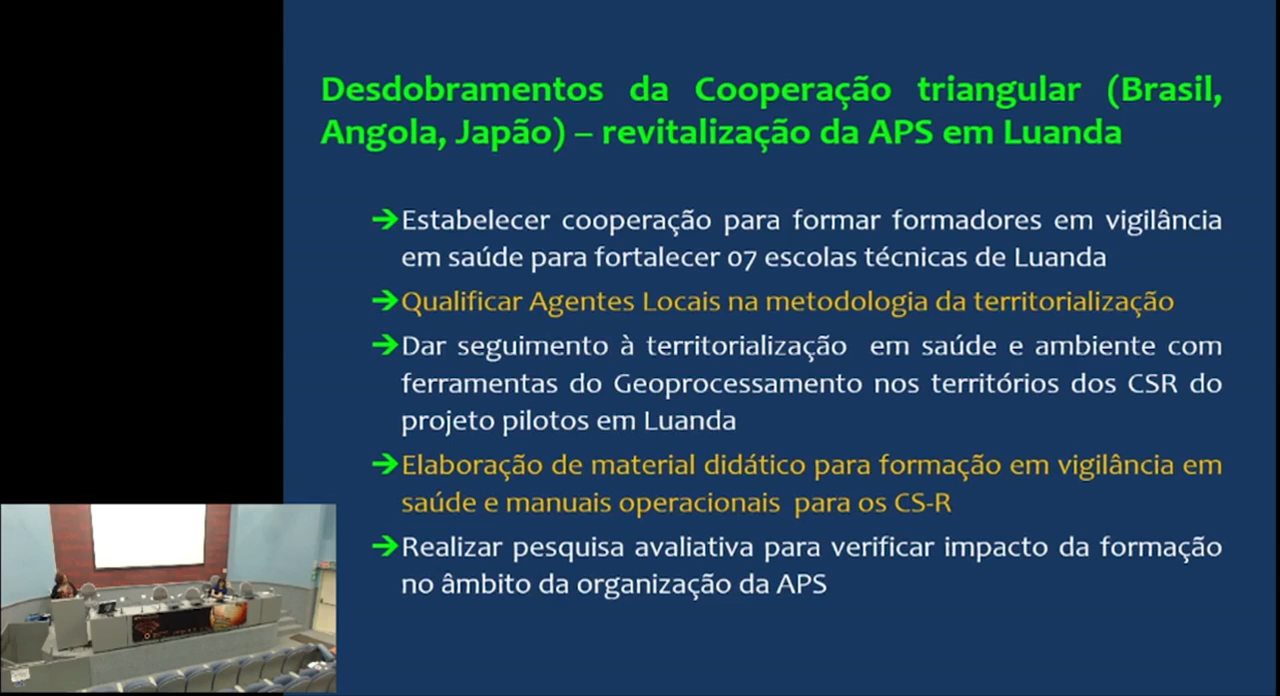 Desdobramentos da Cooperação triangular (Brasil,
Angola, Japão) – revitalização da APS em Luanda
➔Estabelecer cooperação para formar formadores em vigilância
em saúde para fortalecer 07 escolas técnicas de Luanda
➔Qualificar Agentes Locais na metodologia da territorialização
➔Dar seguimento à territorialização em saúde e ambiente com
ferramentas do Geoprocessamento nos territórios dos CSR do
projeto pilotos em Luanda
➔Elaboração de material didático para formação em vigilância em
saúde e manuais operacionais para os CS-R
➔Realizar pesquisa avaliativa para verificar impacto da formação
no âmbito da organização da APS